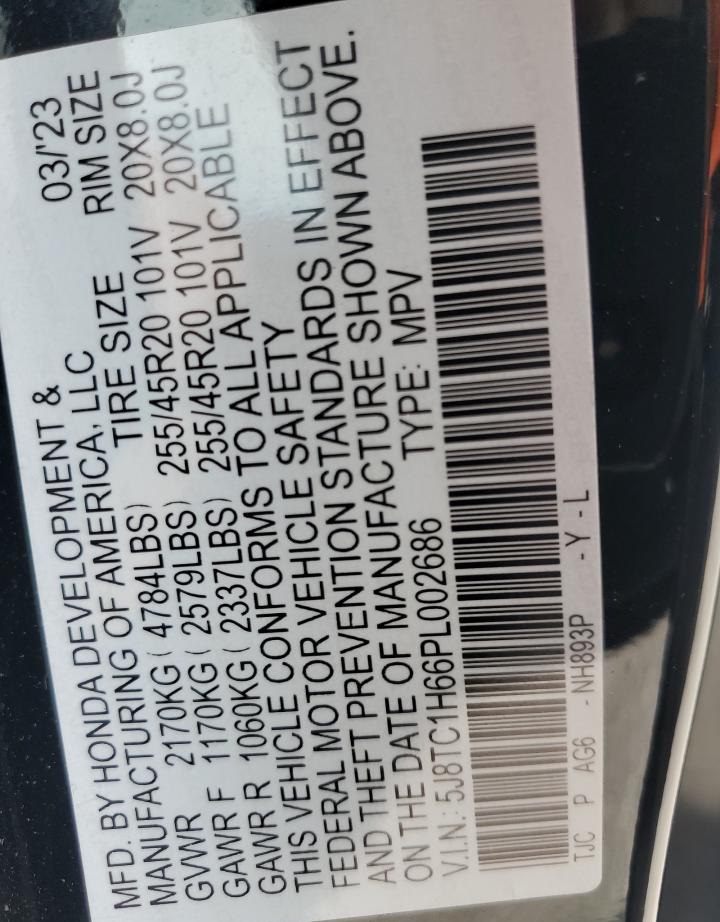 MFD. BY HONDA DEVELOPMENT & 03/'23
MANUFACTURING OF AMERICA, LLC RIM SIZE
TIRE SIZE
GVWR 2170KG ( 4784LBS)
GAWR F 1170KG ( 2579LBS) 255/45R20 101V 20X8.0J
GAWR R 1060KG ( 2337LBS) 255/45R20 101V 20X8.0J
THIS VEHICLE CONFORMS TO ALL APPLICABLE
FEDERAL MOTOR VEHICLE SAFETY
AND THEFT PREVENTION STANDARDS IN EFFECT
ON THE DATE OF MANUFACTURE SHOWN ABOVE.
V.I.N.: 5J8TC1H66PL002686 TYPE: MPV
TJC P AG6 - NH893P - Y - L